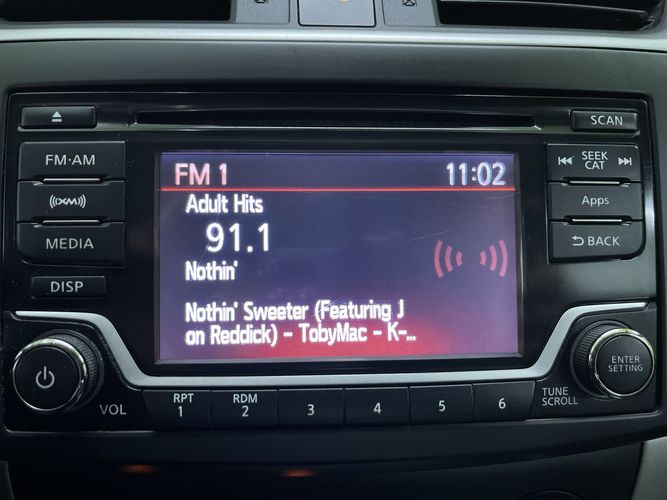 SCAN
FM·AM
XM
MEDIA
DISP
FM 1 11:02
Adult Hits
91.1
Nothin'
Nothin' Sweeter (Featuring J
on Reddick) - TobyMac - K-...
SEEK
CAT
Apps
BACK
VOL
RPT
1
RDM
2
3
4
5
6
TUNE
SCROLL
ENTER
SETTING